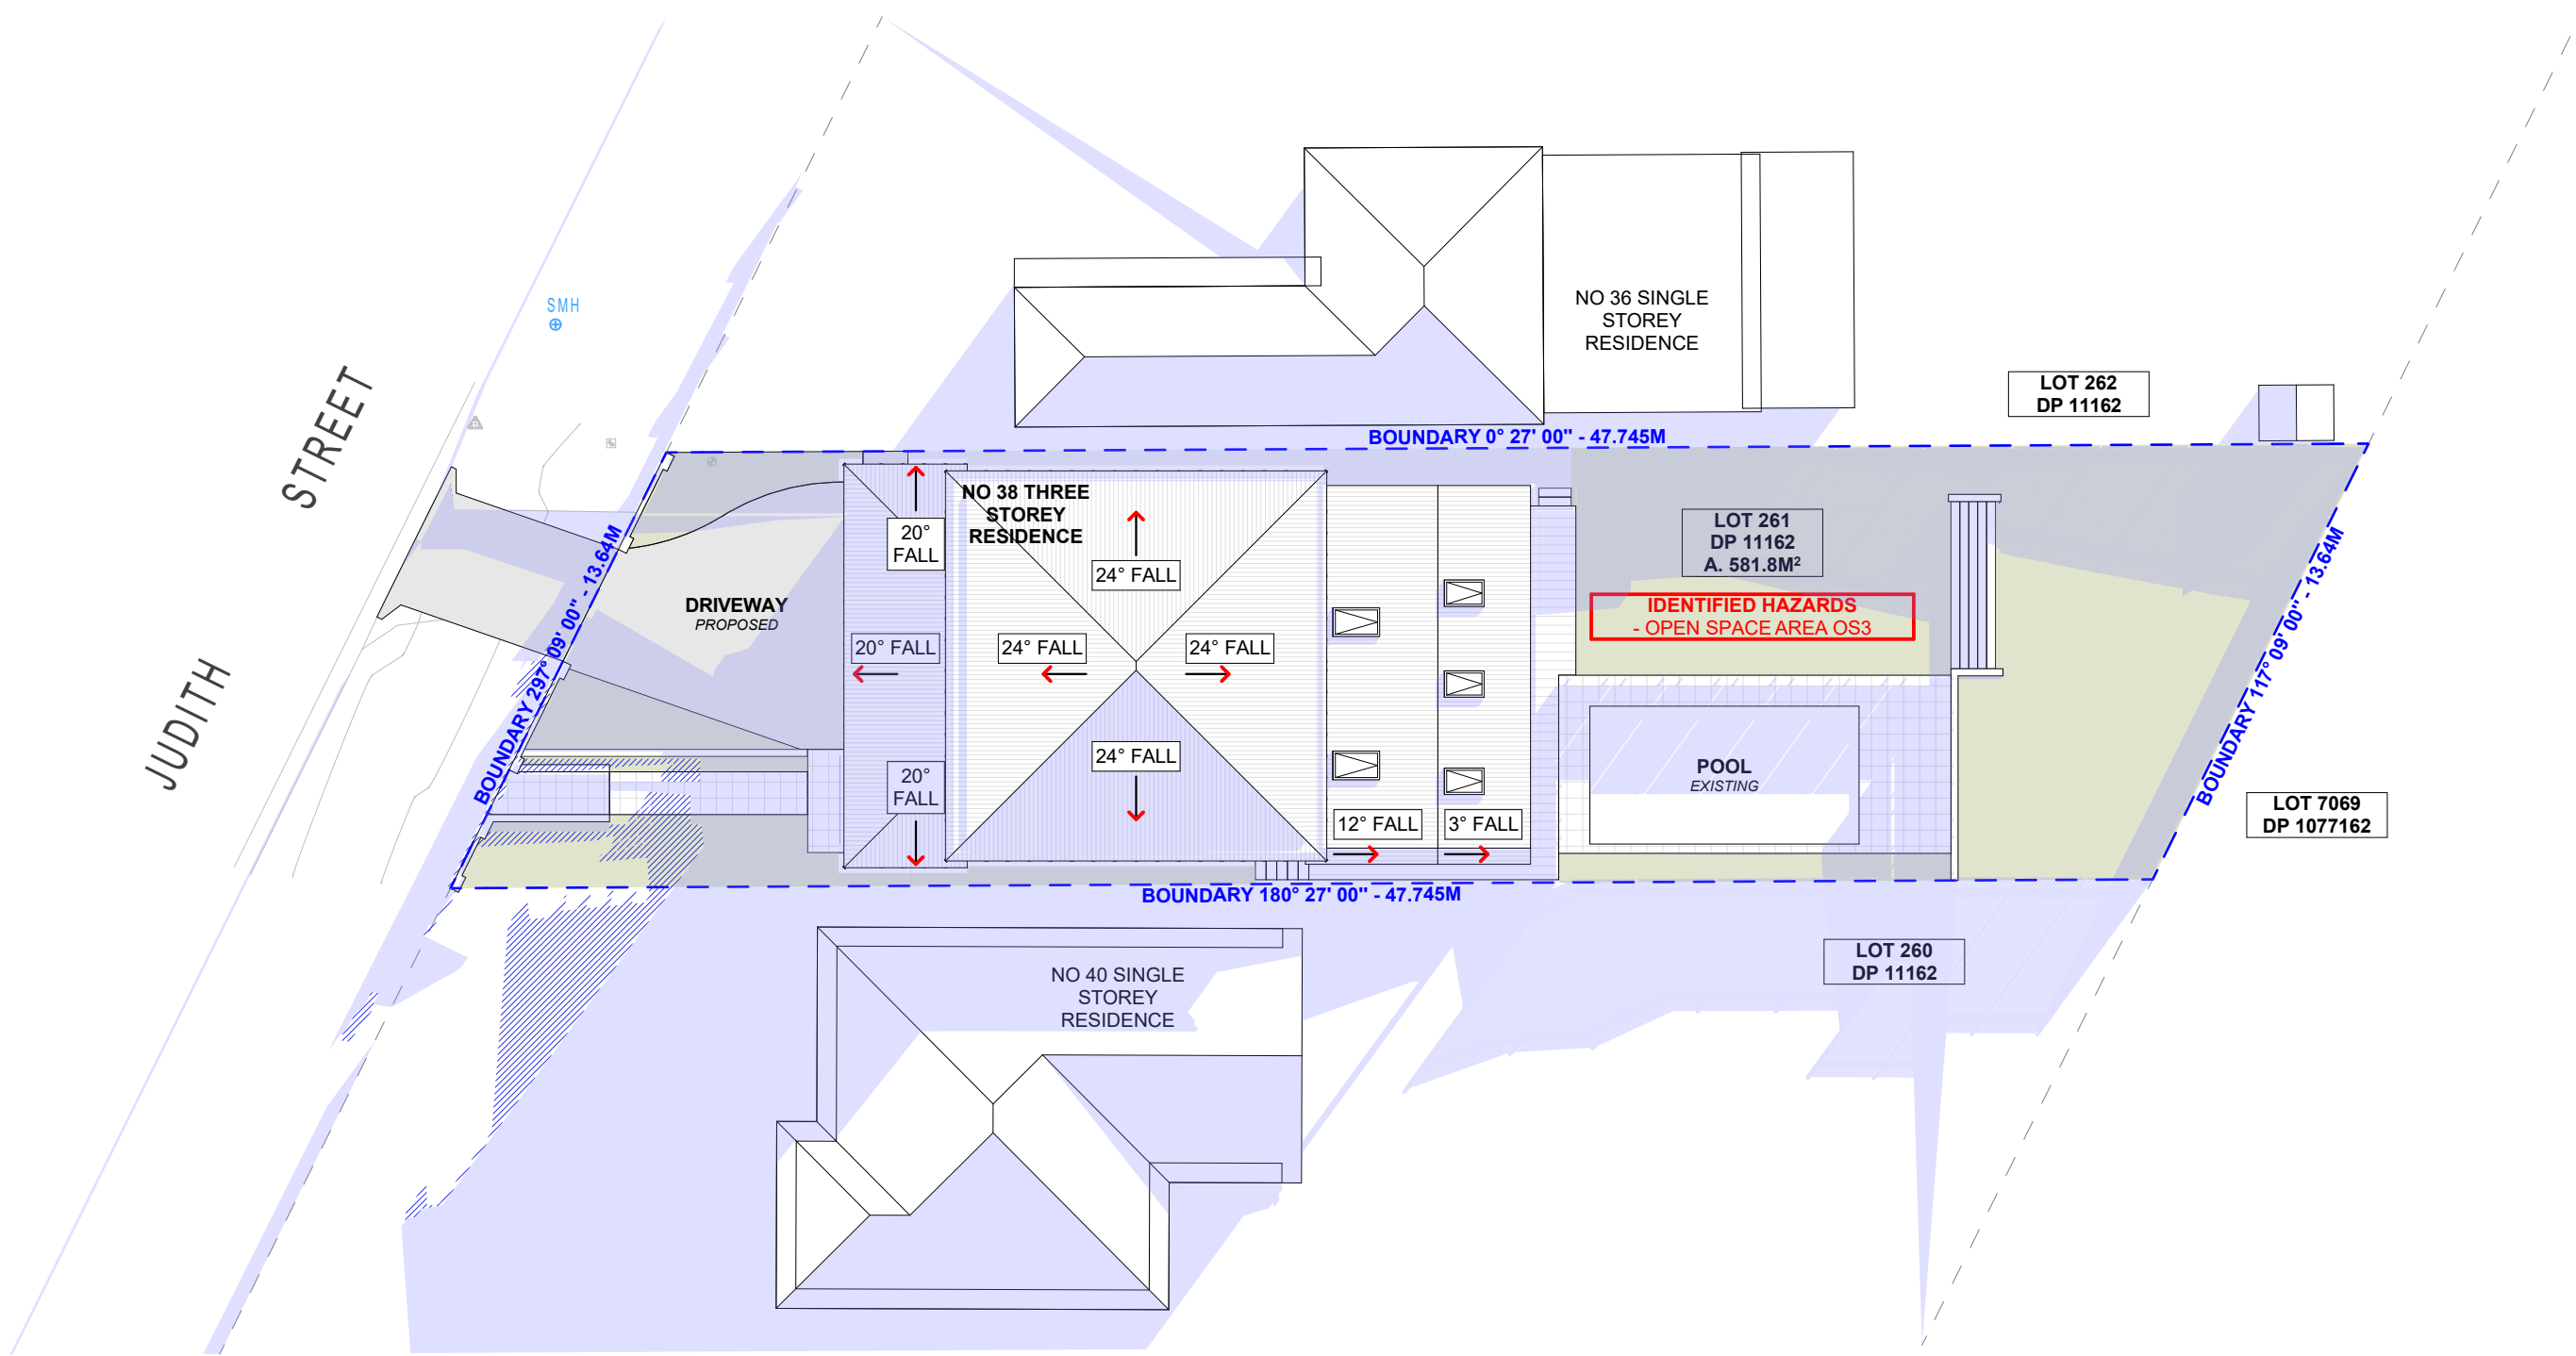 SMH
STREET
JUDITH
NO 36 SINGLE
STOREY
RESIDENCE
LOT 262
DP 11162
BOUNDARY 0° 27' 00" - 47.745M
NO 38 THREE
STOREY
RESIDENCE
20°
FALL
24° FALL
LOT 261
DP 11162
A. 581.8M²
IDENTIFIED HAZARDS
- OPEN SPACE AREA OS3
BOUNDARY 297° 09' 00" - 13.64M
DRIVEWAY
PROPOSED
20° FALL
24° FALL
24° FALL
BOUNDARY 117° 09' 00" - 13.64M
24° FALL
20°
FALL
12° FALL
3° FALL
POOL
EXISTING
LOT 7069
DP 1077162
BOUNDARY 180° 27' 00" - 47.745M
LOT 260
DP 11162
NO 40 SINGLE
STOREY
RESIDENCE